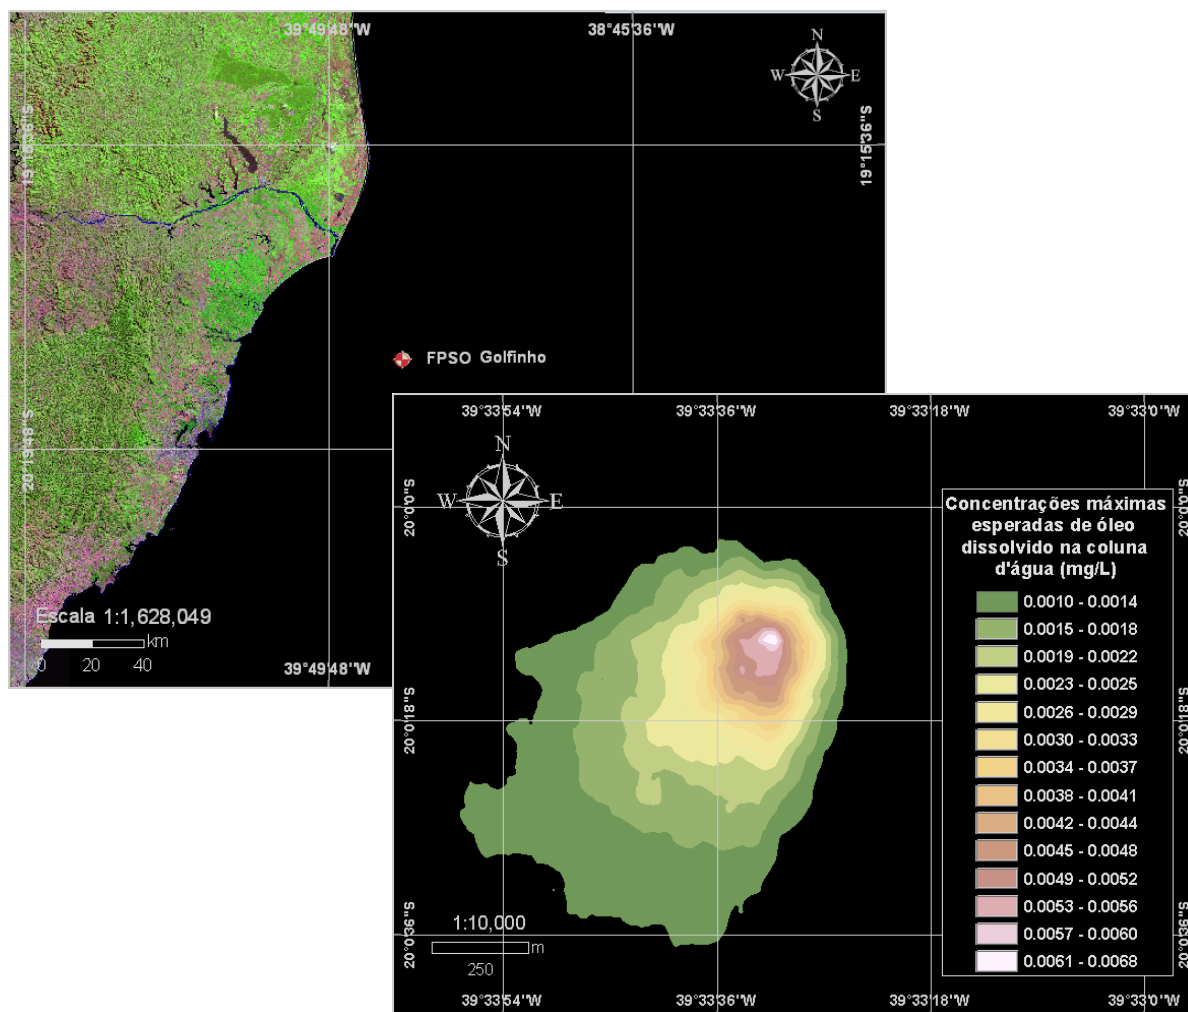 39°49'48"W
38°45'36"W
N
W
E
S
19°15'36"S
19°15'36"S
FPSO Golfinho
20°19'48"S
Escala 1:1,628,049
km
0
20
40
39°49'48"W
39°33'54"W
39°33'36"W
39°33'18"W
39°33'0"W
N
W
E
S
20°0'0"S
20°0'0"S
Concentrações máximas
esperadas de óleo
dissolvido na coluna
d'água (mg/L)
0.0010 - 0.0014
0.0015 - 0.0018
0.0019 - 0.0022
0.0023 - 0.0025
0.0026 - 0.0029
0.0030 - 0.0033
0.0034 - 0.0037
0.0038 - 0.0041
0.0042 - 0.0044
0.0045 - 0.0048
0.0049 - 0.0052
0.0053 - 0.0056
0.0057 - 0.0060
0.0061 - 0.0068
20°0'18"S
20°0'18"S
1:10,000
m
250
20°0'36"S
20°0'36"S
39°33'54"W
39°33'36"W
39°33'18"W
39°33'0"W